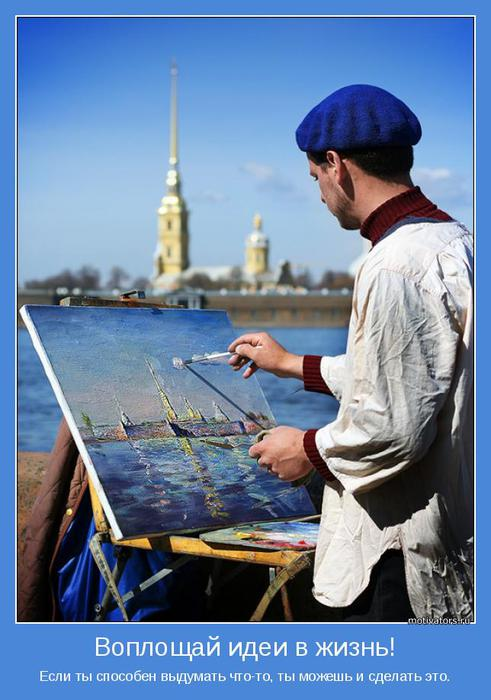 motivators.ru
Воплощай идеи в жизнь!
Если ты способен выдумать что-то, ты можешь и сделать это.